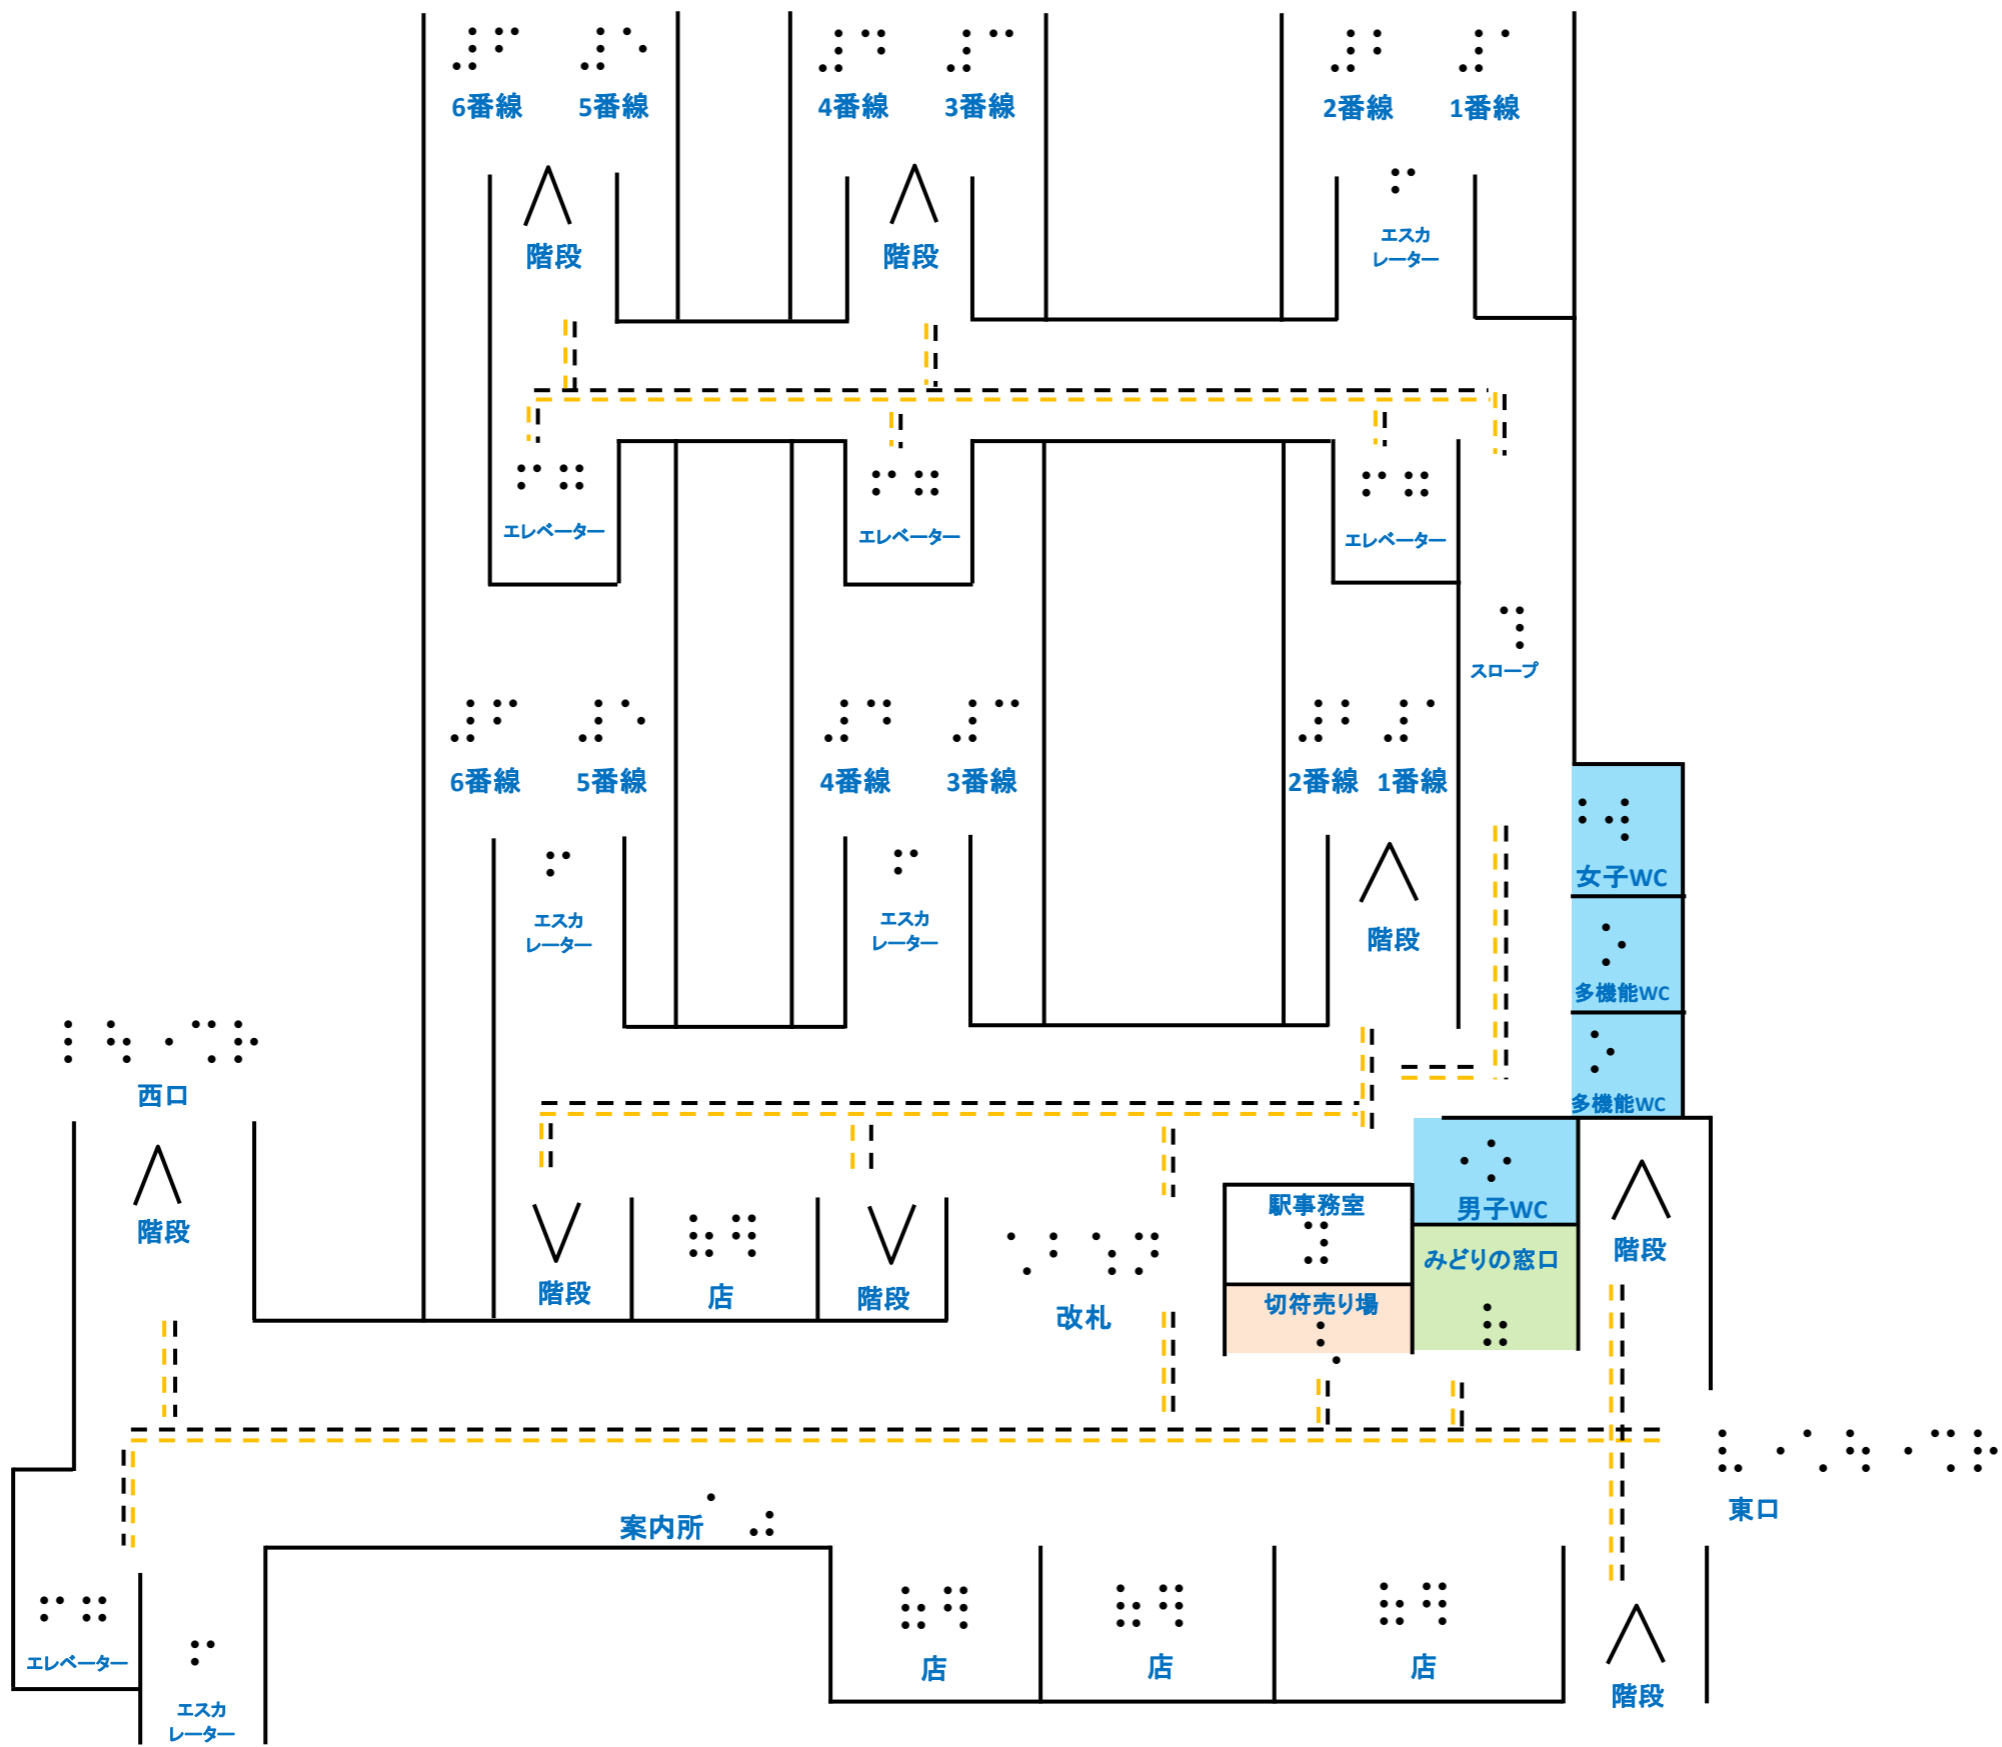 6番線 5番線 4番線 3番線 2番線 1番線
階段 階段 エスカ
レーター
エレベーター エレベーター エレベーター
スロープ
6番線 5番線 4番線 3番線 2番線 1番線
女子WC
エスカ
レーター
エスカ
レーター
階段
多機能WC
西口
多機能WC
階段
駅事務室
男子WC
階段
みどりの窓口
階段
店
階段
改札
切符売り場
東口
案内所
エレベーター
エスカ
レーター
店
店
店
階段